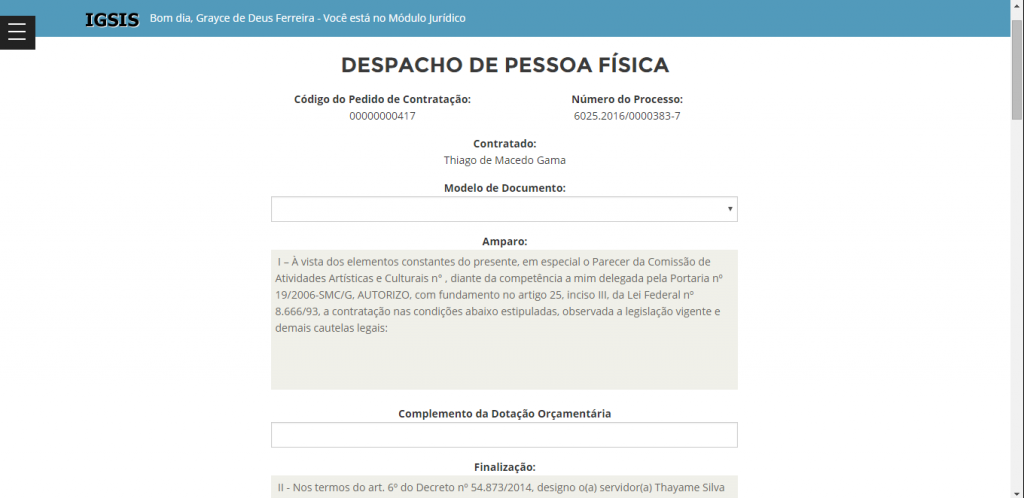 IGSIS Bom dia, Grayce de Deus Ferreira - Você está no Módulo Jurídico
DESPACHO DE PESSOA FÍSICA
Código do Pedido de Contratação:
00000000417
Número do Processo:
6025.2016/0000383-7
Contratado:
Thiago de Macedo Gama
Modelo de Documento:
Amparo:
I – À vista dos elementos constantes do presente, em especial o Parecer da Comissão de
Atividades Artísticas e Culturais n° , diante da competência a mim delegada pela Portaria nº
19/2006-SMC/G, AUTORIZO, com fundamento no artigo 25, inciso III, da Lei Federal nº
8.666/93, a contratação nas condições abaixo estipuladas, observada a legislação vigente e
demais cautelas legais:
Complemento da Dotação Orçamentária
Finalização:
II - Nos termos do art. 6º do Decreto nº 54.873/2014, designo o(a) servidor(a) Thayame Silva